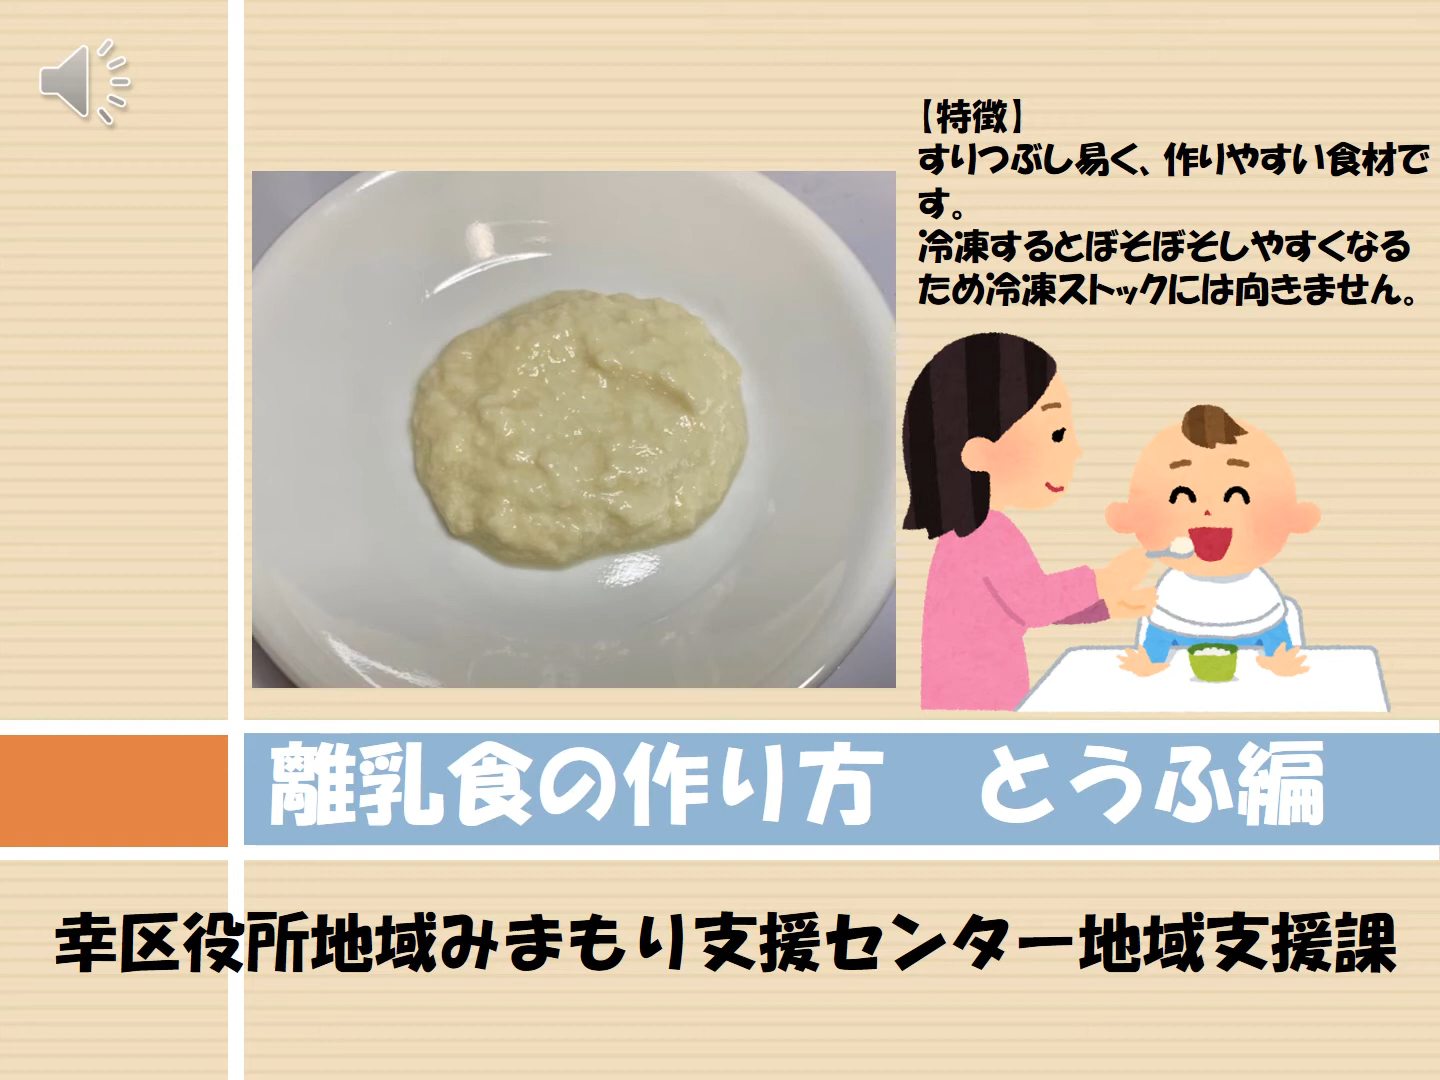 【特徴】
すりつぶし易く、作りやすい食材で
す。
冷凍するとぼそぼそしやすくなる
ため冷凍ストックには向きません。
離乳食の作り方　とうふ編
幸区役所地域みまもり支援センター地域支援課